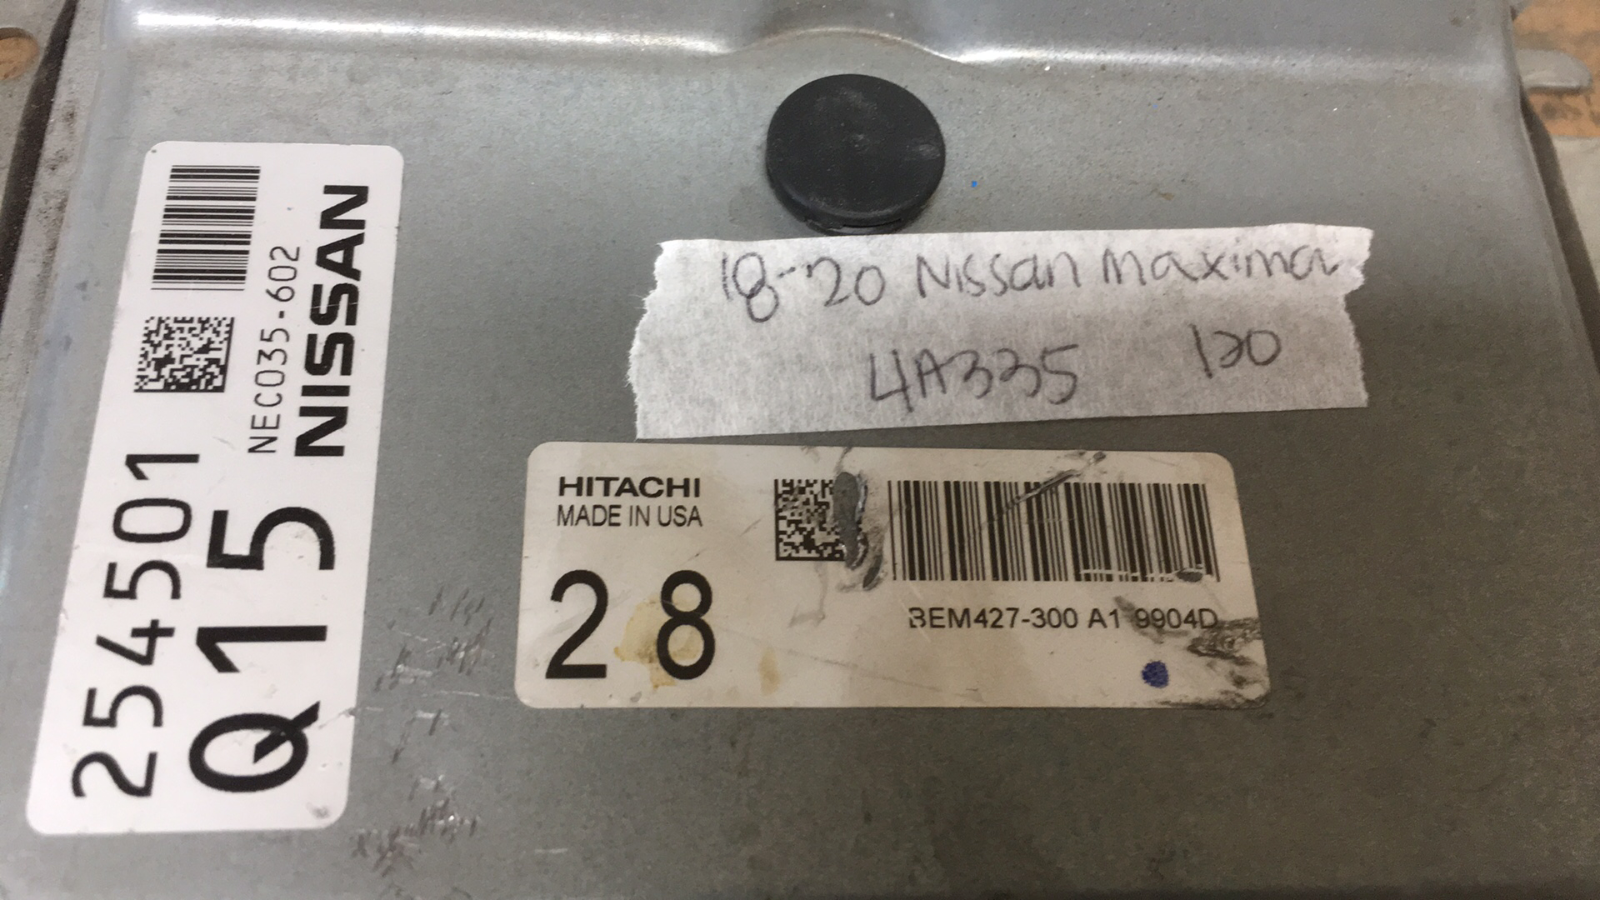 18-20 Nissan Maxima
4A335 120
254501
Q15
NEC035-602
NISSAN
HITACHI
MADE IN USA
28
BEM427-300 A1 9904D